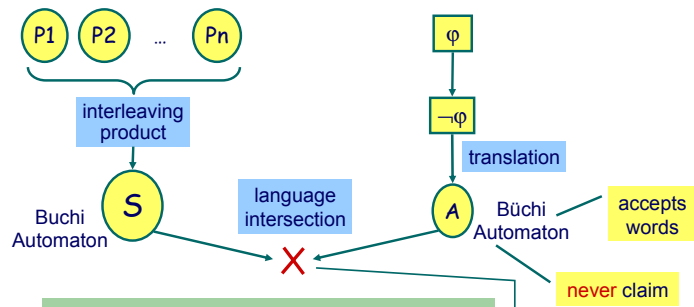 P1 P2 ... Pn
φ
interleaving
product
¬φ
translation
S
Buchi
Automaton
language
intersection
A
Büchi
Automaton
accepts
words
X
never claim